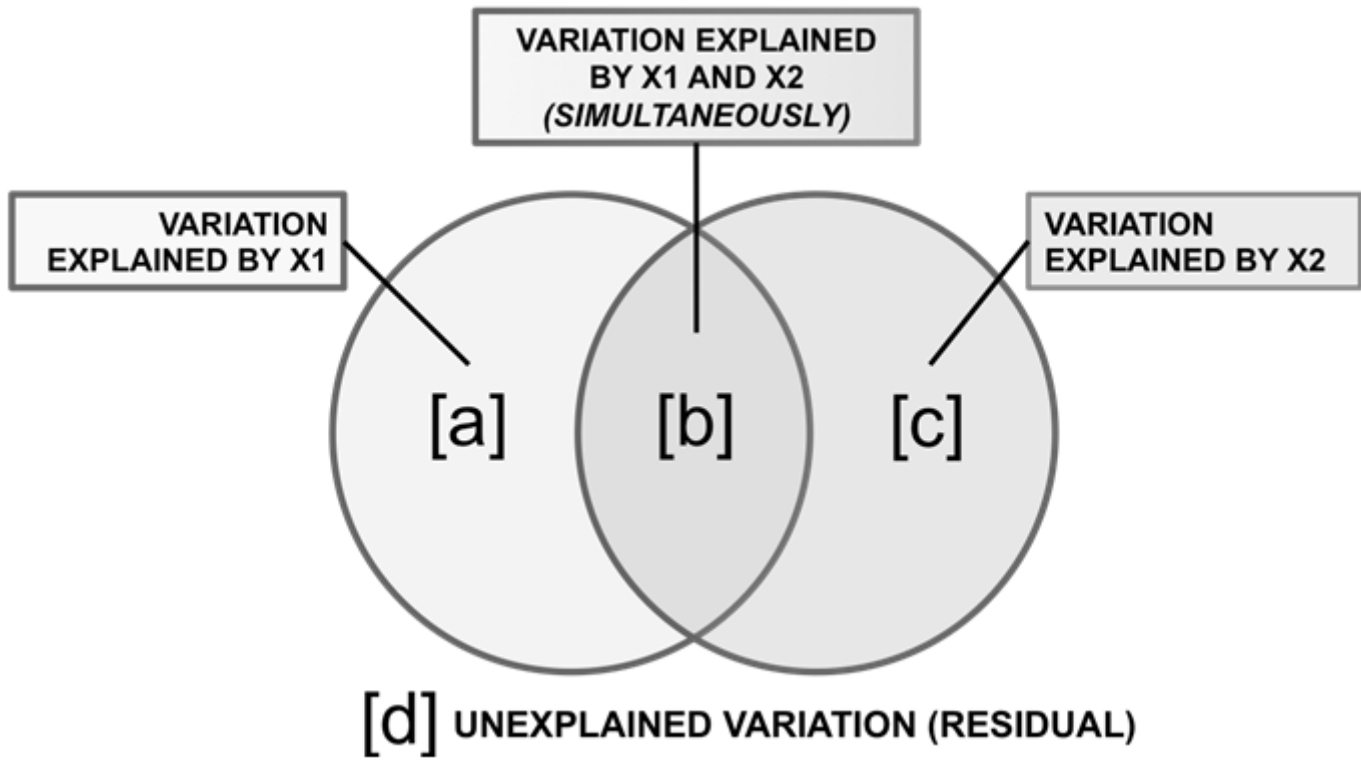 VARIATION EXPLAINED
BY X1 AND X2
(SIMULTANEOUSLY)
VARIATION
EXPLAINED BY X1
VARIATION
EXPLAINED BY X2
[a]
[b]
[c]
[d] UNEXPLAINED VARIATION (RESIDUAL)